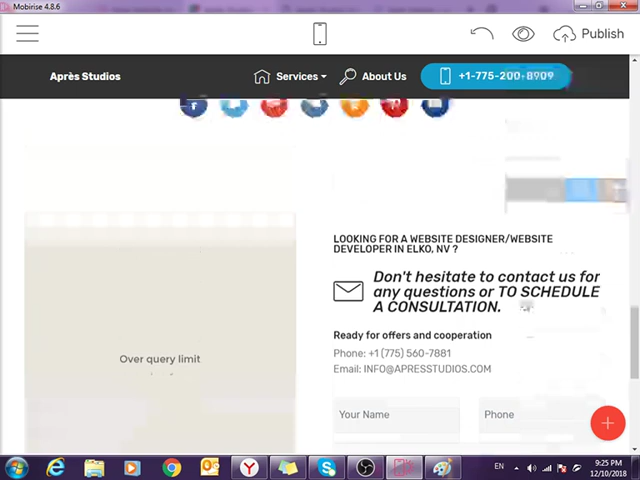 Mobirise 4.8.6
Publish
Après Studios
Services
About Us
+1-775-200-8909
LOOKING FOR A WEBSITE DESIGNER/WEBSITE
DEVELOPER IN ELKO, NV ?
Don't hesitate to contact us for
any questions or TO SCHEDULE
A CONSULTATION.
Ready for offers and cooperation
Phone: +1 (775) 560-7881
Email: INFO@APRESSTUDIOS.COM
Over query limit
Your Name
Phone
EN
9:25 PM
12/10/2018